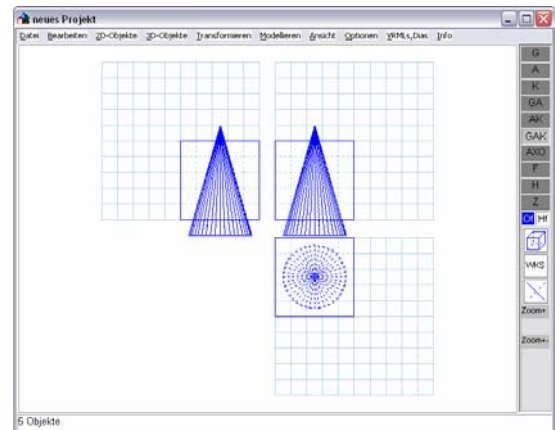 neues Projekt
Datei Bearbeiten 2D-Objekte 3D-Objekte Transformieren Modellieren Ansicht Optionen VRMLs,Dias Info
G
A
K
GA
AK
GAK
AXO
F
H
Z
Of Hf
WKS
Zoom+
Zoom+-
5 Objekte